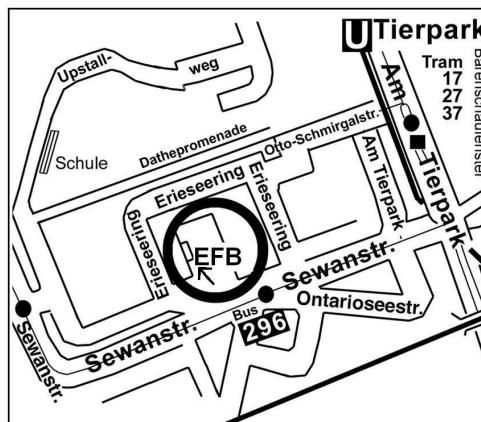 U Tierpark
Tram
17
27
37
Am Tierpark
Upstall-
weg
Schule
Dathepromenade
Otto-Schmirgalstr.
Am Tierpark
Erieseering
Erieseering
Erieseering
EFB
Sewanstr.
Ontarioseestr.
Bus
296
Sewanstr.
Sewanstr.